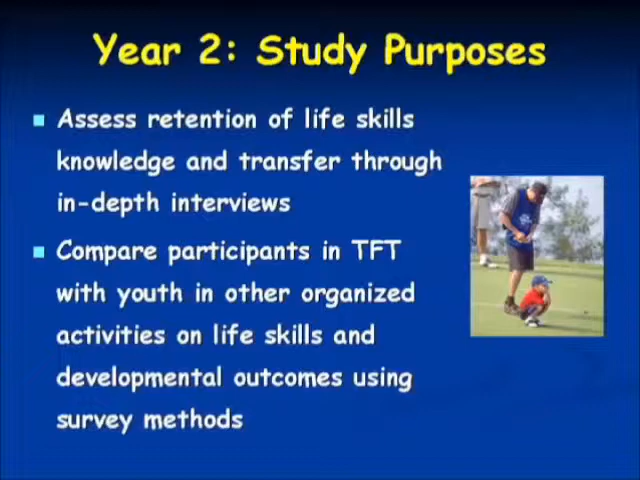 Year 2: Study Purposes
Assess retention of life skills
knowledge and transfer through
in-depth interviews
Compare participants in TFT
with youth in other organized
activities on life skills and
developmental outcomes using
survey methods